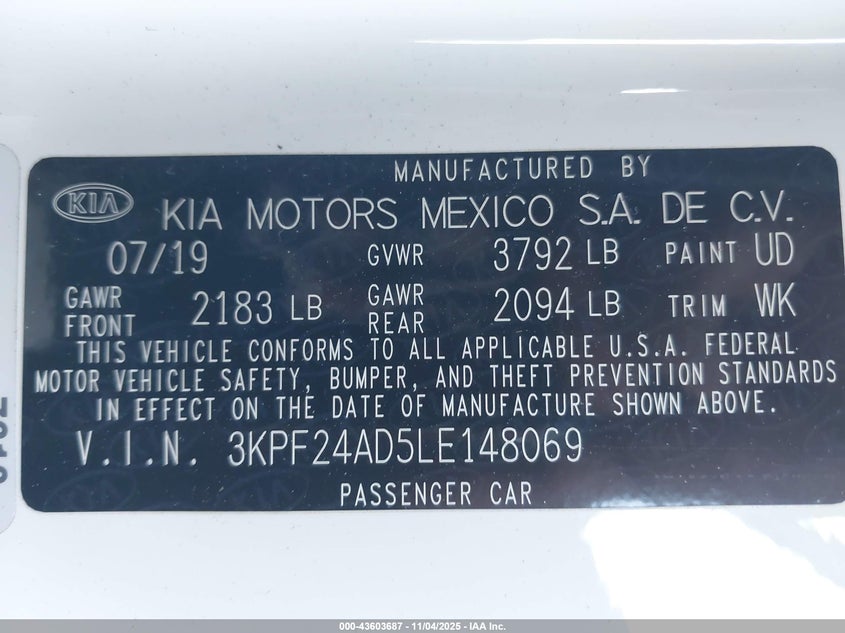 MANUFACTURED BY
KIA KIA MOTORS MEXICO S.A. DE C.V.
07/19 GVWR 3792 LB PAINT UD
GAWR FRONT 2183 LB GAWR REAR 2094 LB TRIM WK
THIS VEHICLE CONFORMS TO ALL APPLICABLE U.S.A. FEDERAL
MOTOR VEHICLE SAFETY, BUMPER, AND THEFT PREVENTION STANDARDS
IN EFFECT ON THE DATE OF MANUFACTURE SHOWN ABOVE.
V.I.N. 3KPF24AD5LE148069
PASSENGER CAR
000-43603687 - 11/04/2025 - IAA Inc.